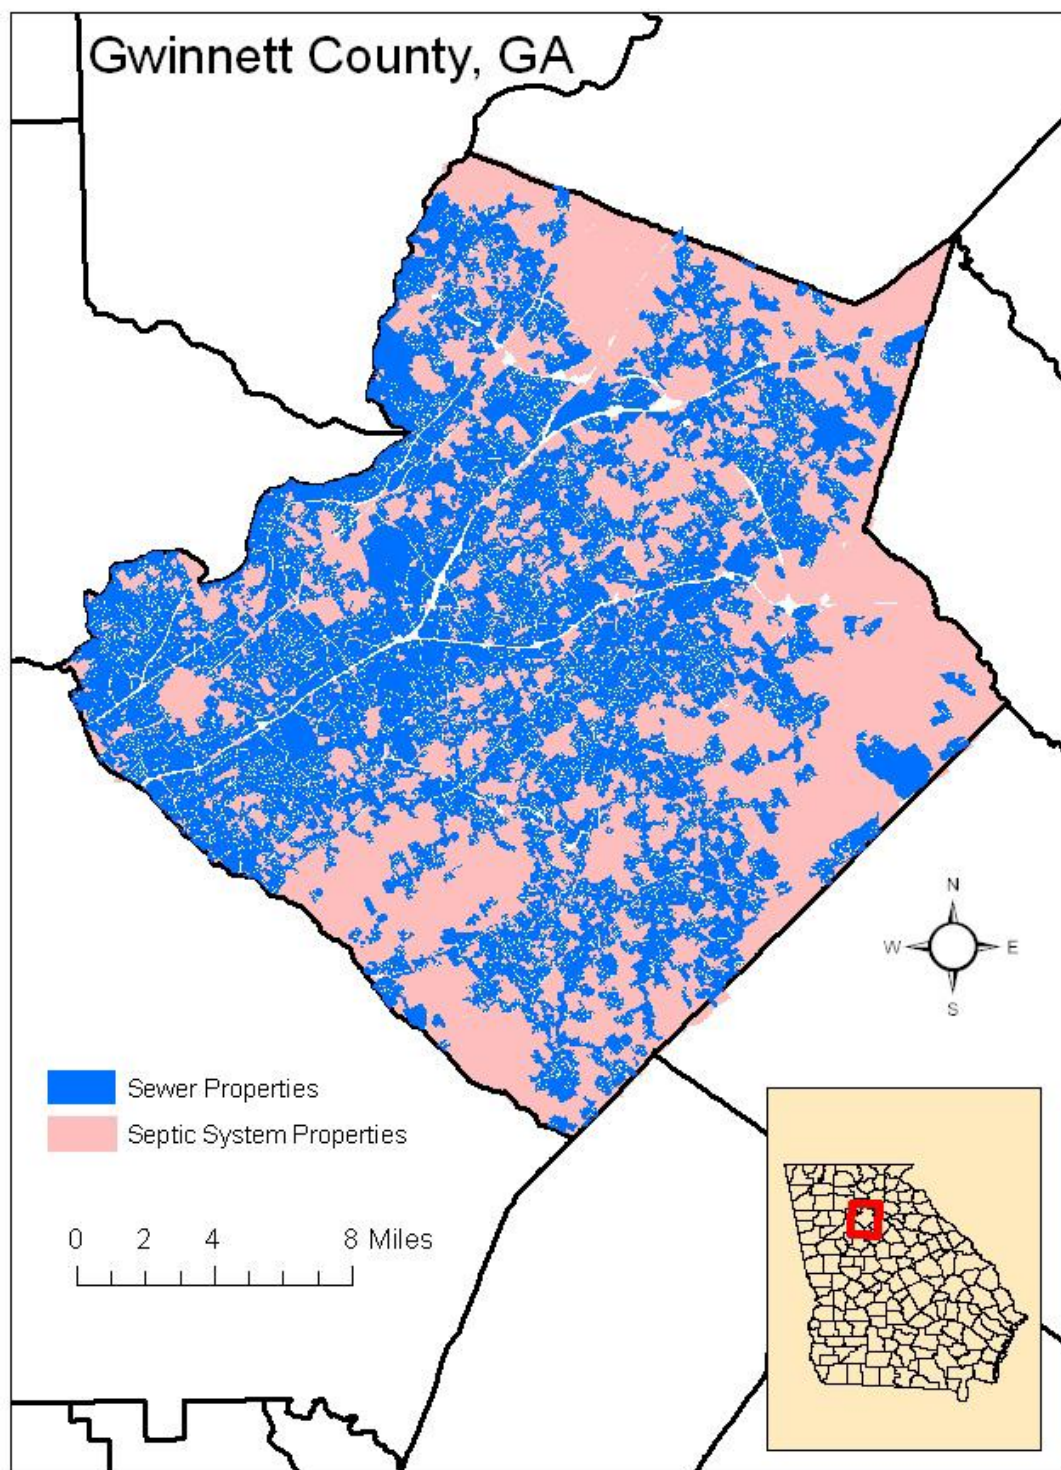 Gwinnett County, GA
N
W E
S
Sewer Properties
Septic System Properties
0 2 4 8 Miles